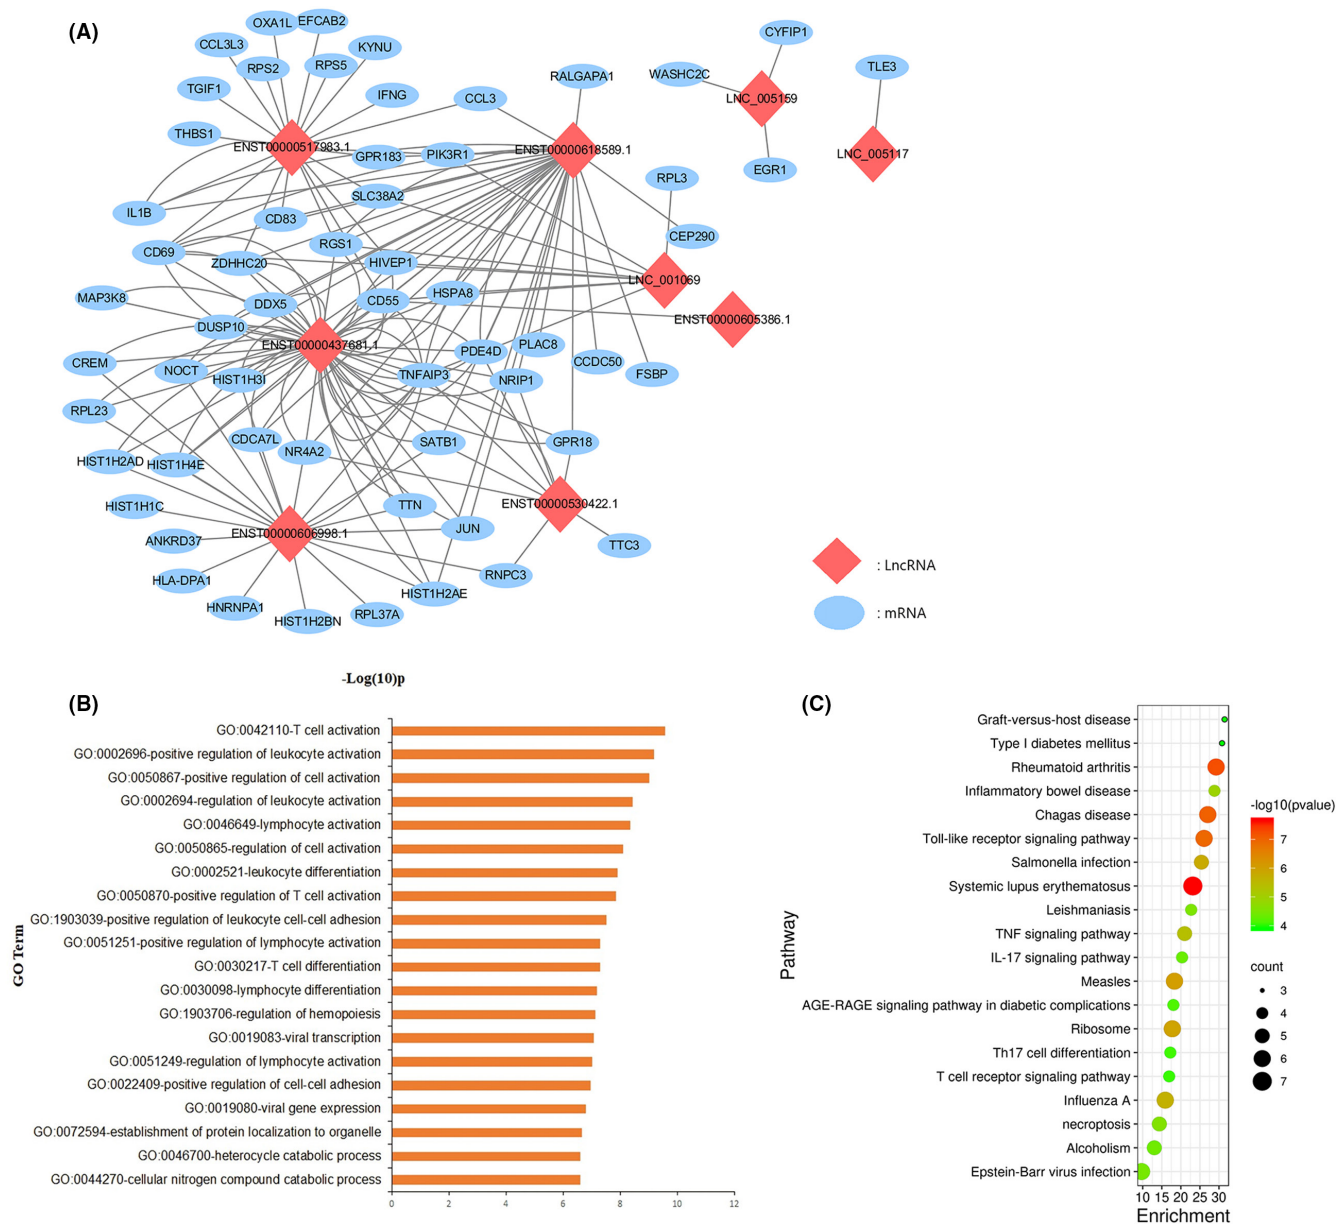 (A)
OXA1L
EFCAB2
CCL3L3
KYNU
RPS2
RPS5
TGIF1
IFNG
CCL3
RALGAPA1
CYFIP1
WASHC2C
TLE3
LNC_005159
THBS1
ENST00000517983.1
GPR183
PIK3R1
ENST00000618589.1
LNC_005117
EGR1
RPL3
SLC38A2
IL1B
CD83
CEP290
RGS1
CD69
ZDHHC20
HIVEP1
LNC_001069
MAP3K8
DDX5
CD55
HSPA8
ENST00000605386.1
DUSP10
ENST00000437681.1
PDE4D
PLAC8
CREM
NOCT
HIST1H3I
TNFAIP3
NRIP1
CCDC50
FSBP
RPL23
CDCA7L
NR4A2
SATB1
GPR18
HIST1H2AD
HIST1H4E
HIST1H1C
TTN
ENST00000530422.1
ENST00000606998.1
JUN
ANKRD37
TTC3
HLA-DPA1
RNPC3
HIST1H2AE
HNRNPA1
HIST1H2BN
RPL37A
: LncRNA
: mRNA
(B)
-Log(10)p
GO Term
GO:0042110-T cell activation
GO:0002696-positive regulation of leukocyte activation
GO:0050867-positive regulation of cell activation
GO:0002694-regulation of leukocyte activation
GO:0046649-lymphocyte activation
GO:0050865-regulation of cell activation
GO:0002521-leukocyte differentiation
GO:0050870-positive regulation of T cell activation
GO:1903039-positive regulation of leukocyte cell-cell adhesion
GO:0051251-positive regulation of lymphocyte activation
GO:0030217-T cell differentiation
GO:0030098-lymphocyte differentiation
GO:1903706-regulation of hemopoiesis
GO:0019083-viral transcription
GO:0051249-regulation of lymphocyte activation
GO:0022409-positive regulation of cell-cell adhesion
GO:0019080-viral gene expression
GO:0072594-establishment of protein localization to organelle
GO:0046700-heterocycle catabolic process
GO:0044270-cellular nitrogen compound catabolic process
0 2 4 6 8 10 12
(C)
Pathway
Graft-versus-host disease
Type I diabetes mellitus
Rheumatoid arthritis
Inflammatory bowel disease
Chagas disease
Toll-like receptor signaling pathway
Salmonella infection
Systemic lupus erythematosus
Leishmaniasis
TNF signaling pathway
IL-17 signaling pathway
Measles
AGE-RAGE signaling pathway in diabetic complications
Ribosome
Th17 cell differentiation
T cell receptor signaling pathway
Influenza A
necroptosis
Alcoholism
Epstein-Barr virus infection
10 15 20 25 30
Enrichment
-log10(pvalue)
7
6
5
4
count
3
4
5
6
7